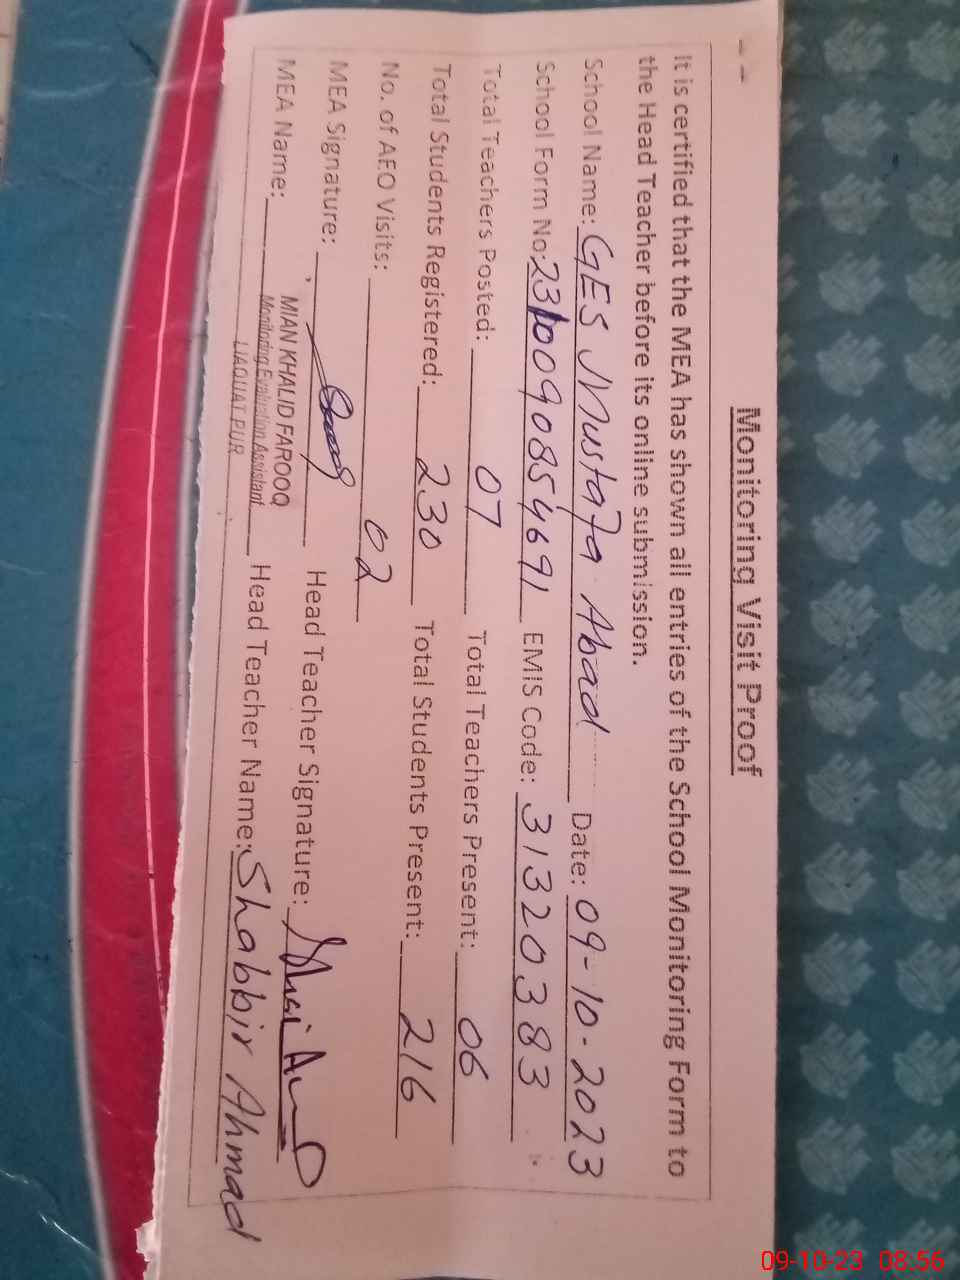 Monitoring Visit Proof
It is certified that the MEA has shown all entries of the School Monitoring Form to
the Head Teacher before its online submission.
School Name: GES Mustafa Abad Date: 09-10-2023
School Form No: 2310090854691 EMIS Code: 31320383
Total Teachers Posted: 07 Total Teachers Present: 06
Total Students Registered: 230 Total Students Present: 216
No. of AEO Visits: 02
MEA Signature: Head Teacher Signature:
MEA Name: MIAN KHALID FAROOQ Head Teacher Name: Shabbir Ahmad
Monitoring Evaluation Assistant
LIAQUAT PUR
09-10-23 08:56